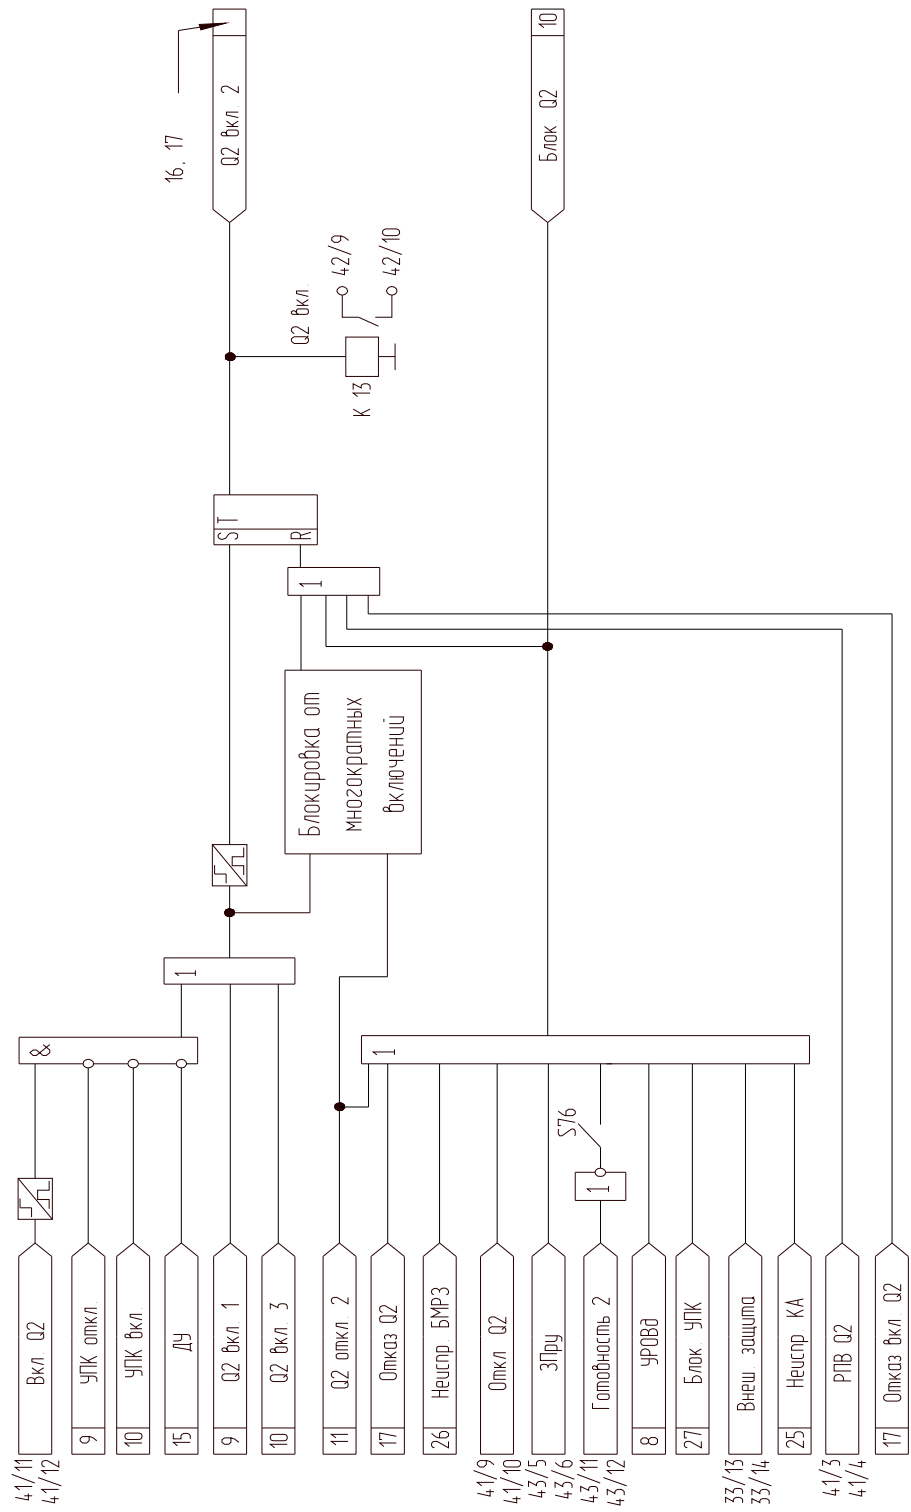 41/11
41/12
Вкл. Q2
9
УПК откл.
10
УПК вкл.
15
ДУ
9
Q2 вкл. 1
10
Q2 вкл. 3
11
Q2 откл. 2
17
Отказ Q2
26
Неиспр. БМРЗ
41/9
41/10
Откл Q2
43/5
43/6
ЗПру
43/11
43/12
Готовность 2
8
УРОВд
27
Блок. УПК
33/13
33/14
Внеш. защита
25
Неиспр. КА
41/3
41/4
РПВ Q2
17
Отказ вкл. Q2
&
1
1
1
S76
Блокировка от
многократных
включений
1
S T
R
К 13
Q2 вкл.
42/9
42/10
16, 17
Q2 вкл. 2
Блок. Q2
10